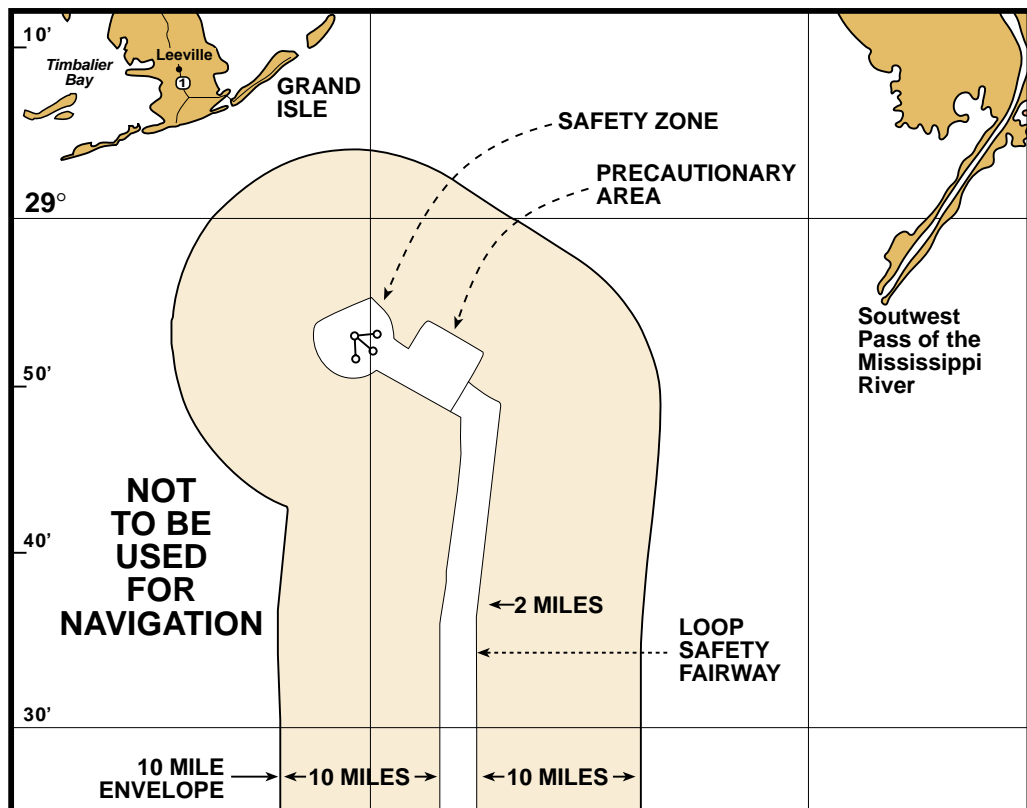 10’
Timbalier
Bay
Leeville
1
GRAND
ISLE
SAFETY ZONE
PRECAUTIONARY
AREA
29°
Soutwest
Pass of the
Mississippi
River
50’
NOT
TO BE
USED
FOR
NAVIGATION
40’
2 MILES
LOOP
SAFETY
FAIRWAY
30’
10 MILE
ENVELOPE
10 MILES
10 MILES